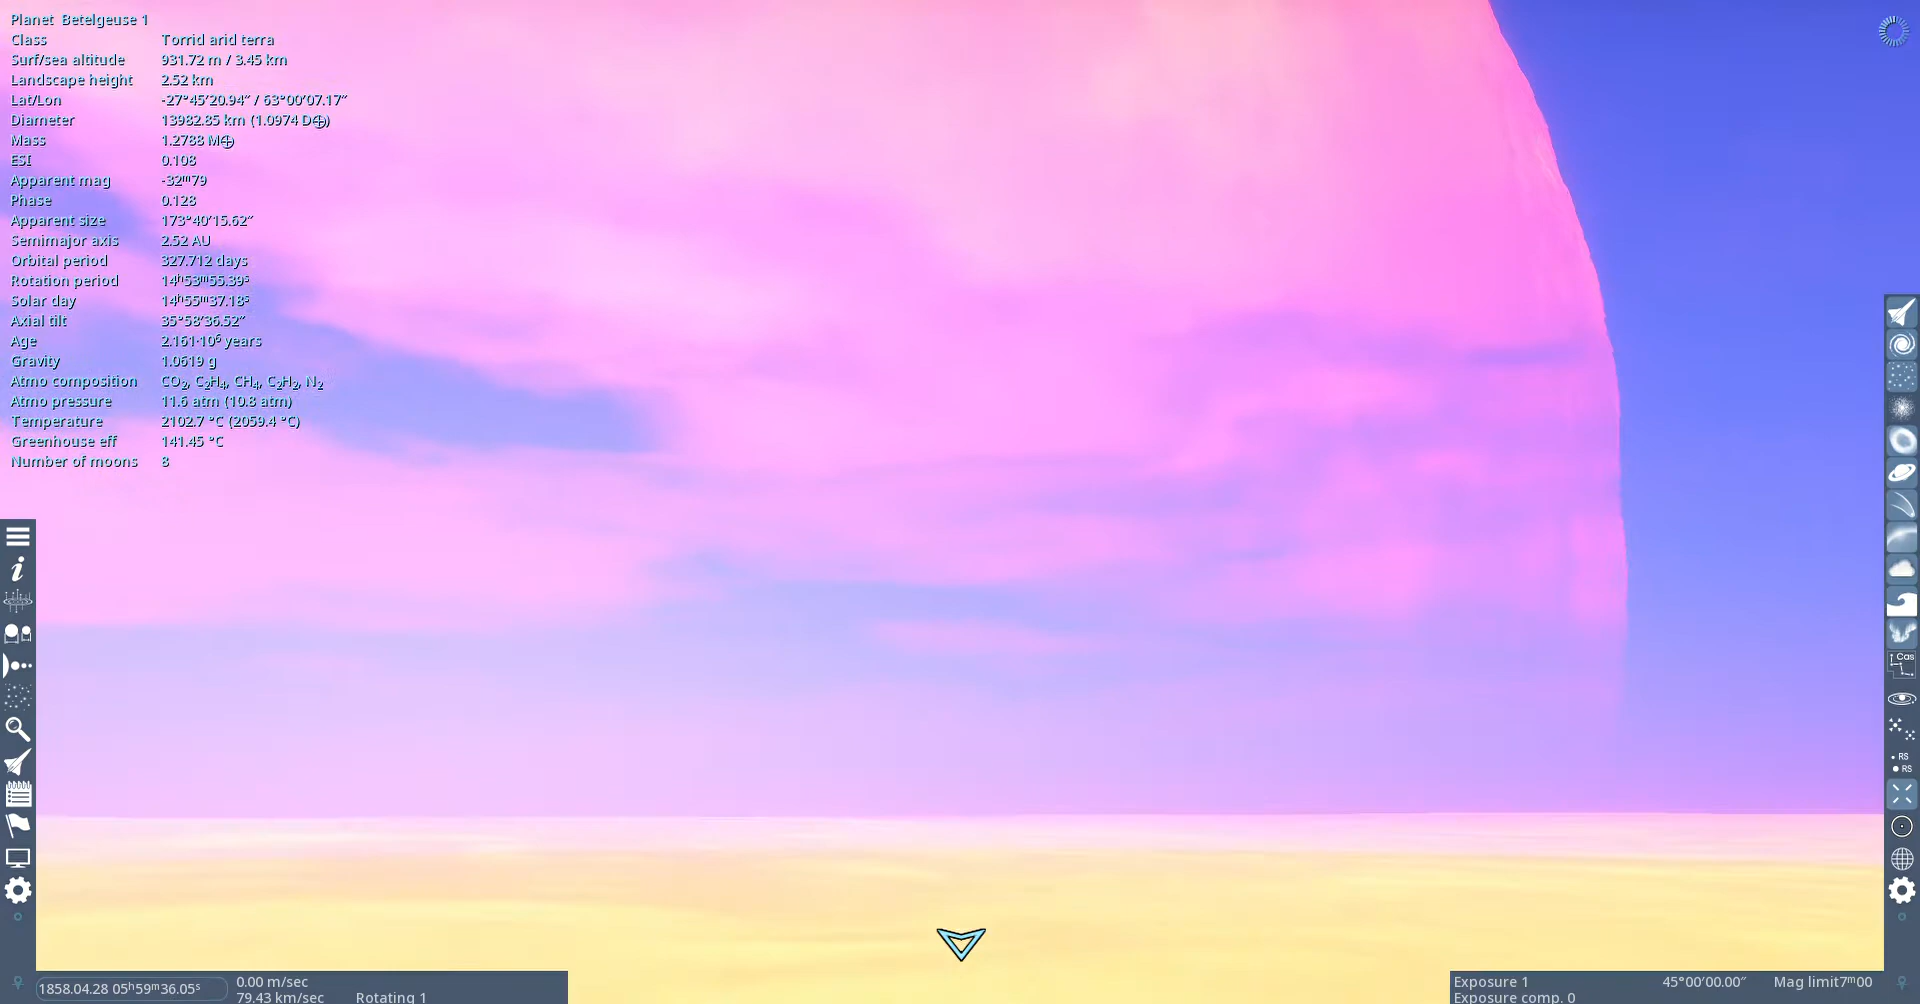 Planet Betelgeuse 1
Class Torrid arid terra
Surf/sea altitude 931.72 m / 3.45 km
Landscape height 2.52 km
Lat/Lon -27°45′20.94″ / 63°00′07.17″
Diameter 13982.85 km (1.0974 D⊕)
Mass 1.2788 M⊕
ESI 0.108
Apparent mag -32ᵐ79
Phase 0.128
Apparent size 173°40′15.62″
Semimajor axis 2.52 AU
Orbital period 327.712 days
Rotation period 14ʰ53ᵐ55.39ˢ
Solar day 14ʰ55ᵐ37.18ˢ
Axial tilt 35°58′36.52″
Age 2.161·10⁶ years
Gravity 1.0619 g
Atmo composition CO₂, C₂H₄, CH₄, C₂H₂, N₂
Atmo pressure 11.6 atm (10.8 atm)
Temperature 2102.7 °C (2059.4 °C)
Greenhouse eff 141.45 °C
Number of moons 8
Cas
RS
RS
1858.04.28 05ʰ59ᵐ36.05ˢ
0.00 m/sec
79.43 km/sec Rotating 1
Exposure 1 45°00′00.00″ Mag limit7ᵐ00
Exposure comp. 0